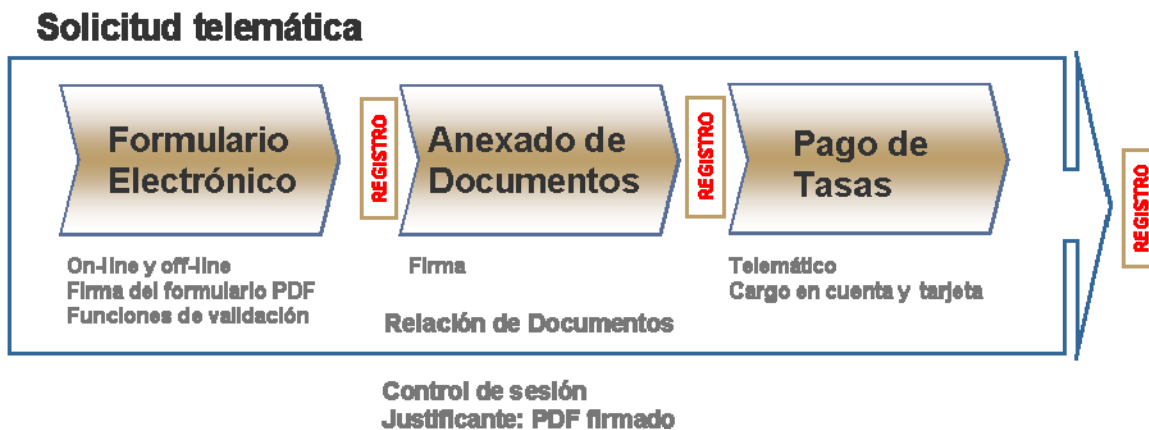 Solicitud telemática
Formulario
Electrónico
REGISTRO
Anexado de
Documentos
REGISTRO
Pago de
Tasas
REGISTRO
On-line y off-line
Firma del formulario PDF
Funciones de validación
Firma
Telemático
Cargo en cuenta y tarjeta
Relación de Documentos
Control de sesión
Justificante: PDF firmado